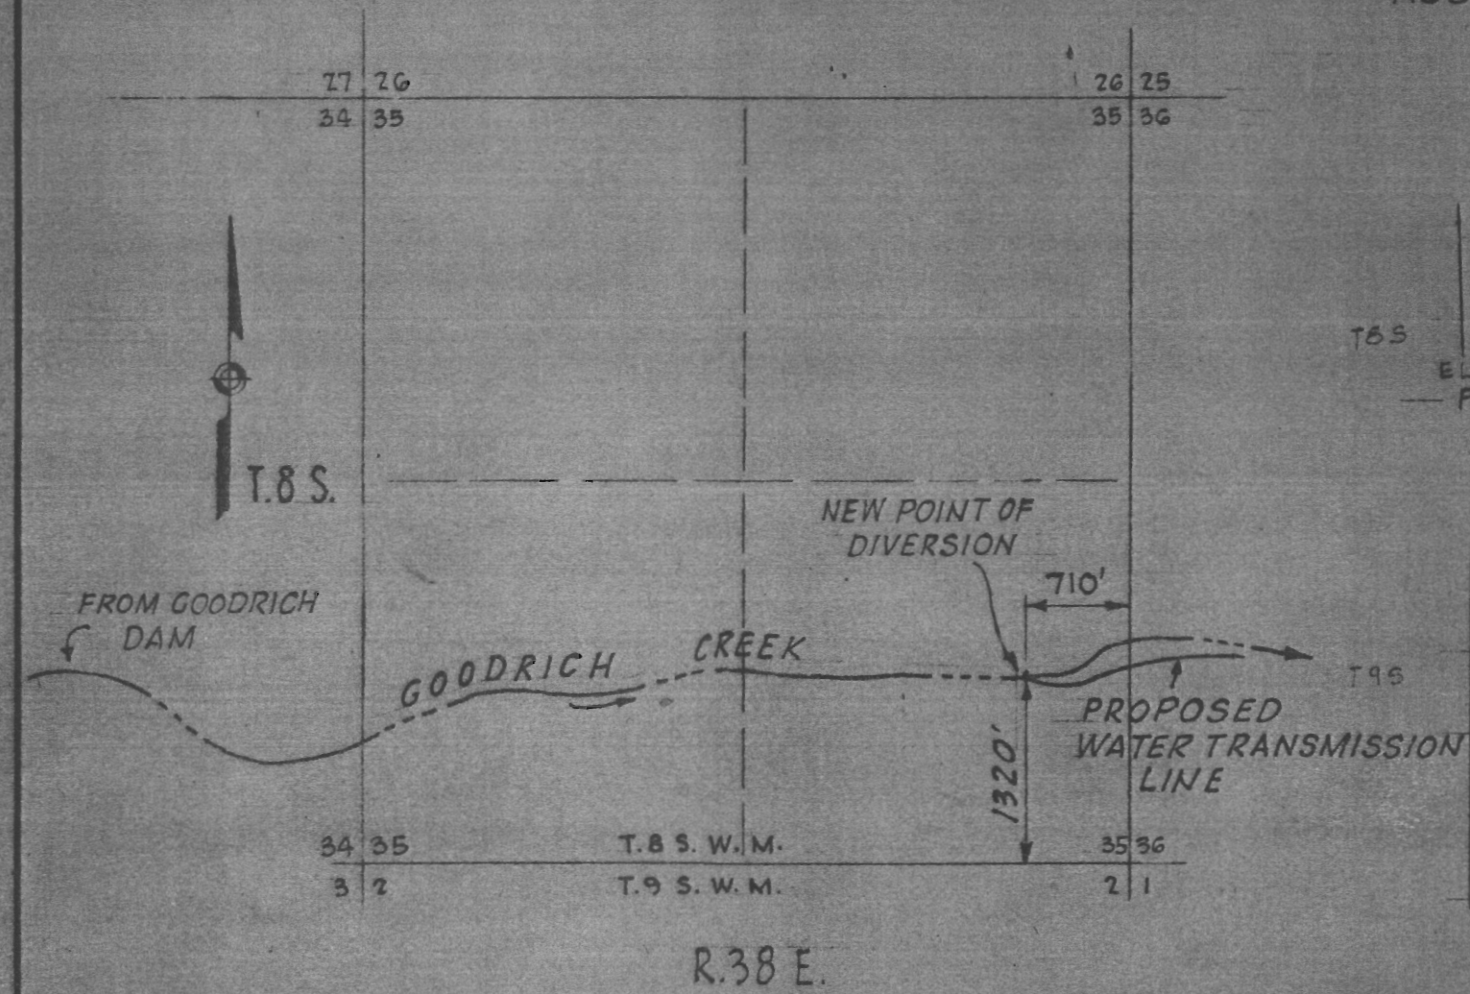 27 26
26 25
34 35
35 36
T8S
T.8 S.
NEW POINT OF
DIVERSION
710'
FROM GOODRICH
DAM
GOODRICH CREEK
T9S
PROPOSED
WATER TRANSMISSION
LINE
1320'
34 35
T.8 S. W. M.
35 36
3 2
T.9 S. W. M.
2 1
R.38 E.